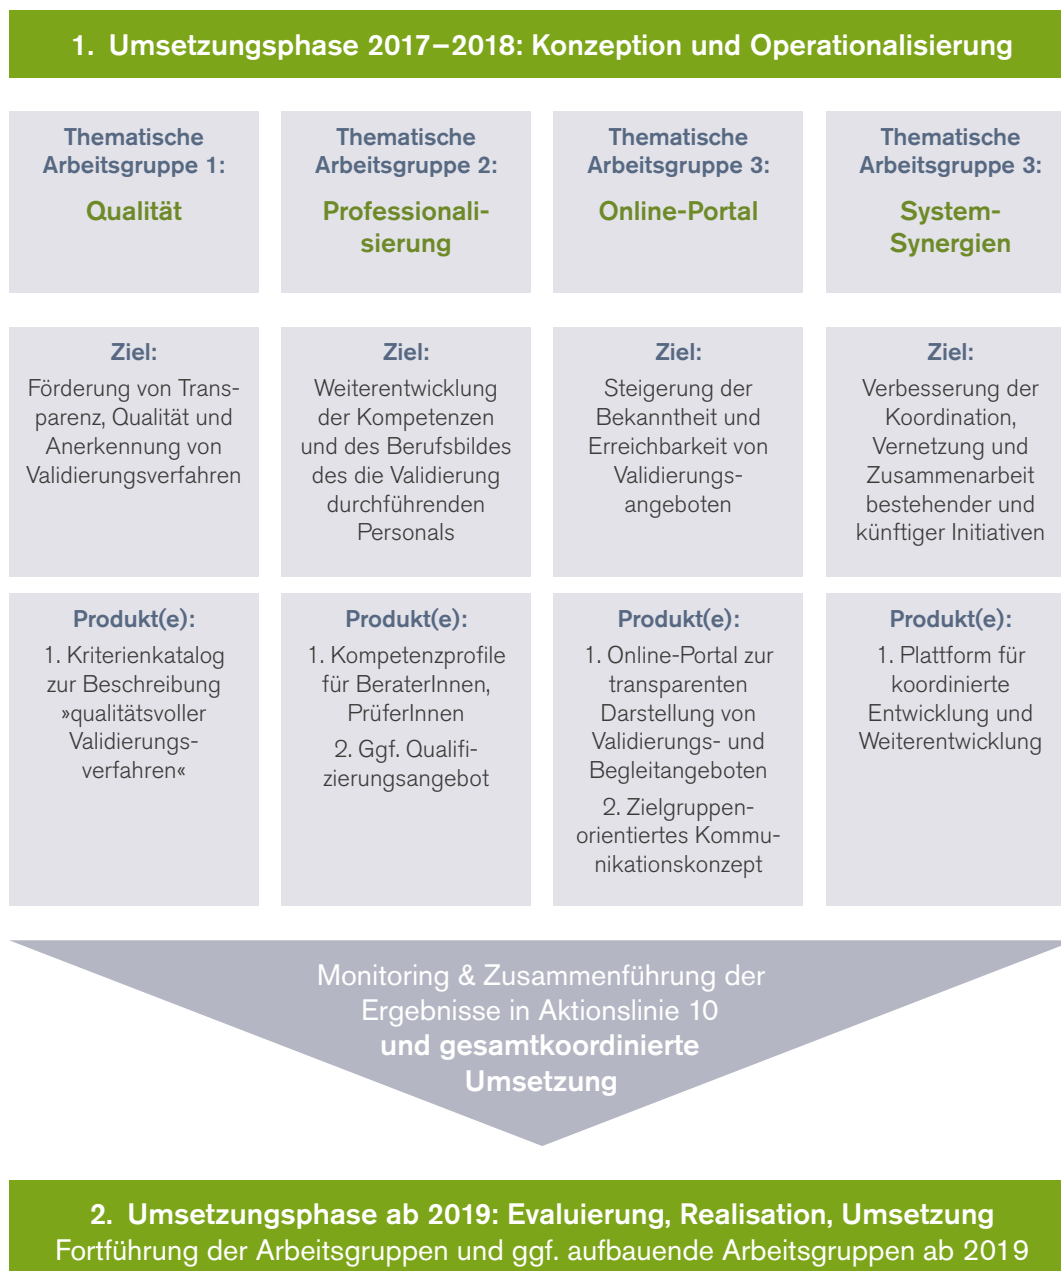 1. Umsetzungsphase 2017–2018: Konzeption und Operationalisierung
Thematische
Arbeitsgruppe 1:
Qualität
Thematische
Arbeitsgruppe 2:
Professionali-
sierung
Thematische
Arbeitsgruppe 3:
Online-Portal
Thematische
Arbeitsgruppe 3:
System-
Synergien
Ziel:
Förderung von Trans-
parenz, Qualität und
Anerkennung von
Validierungsverfahren
Ziel:
Weiterentwicklung
der Kompetenzen
und des Berufsbildes
des die Validierung
durchführenden
Personals
Ziel:
Steigerung der
Bekanntheit und
Erreichbarkeit von
Validierungs-
angeboten
Ziel:
Verbesserung der
Koordination,
Vernetzung und
Zusammenarbeit
bestehender und
künftiger Initiativen
Produkt(e):
1. Kriterienkatalog
zur Beschreibung
»qualitätsvoller
Validierungs-
verfahren«
Produkt(e):
1. Kompetenzprofile
für BeraterInnen,
PrüferInnen
2. Ggf. Qualifi-
zierungsangebot
Produkt(e):
1. Online-Portal zur
transparenten
Darstellung von
Validierungs- und
Begleitangeboten
2. Zielgruppen-
orientiertes Kommu-
nikationskonzept
Produkt(e):
1. Plattform für
koordinierte
Entwicklung und
Weiterentwicklung
Monitoring & Zusammenführung der
Ergebnisse in Aktionslinie 10
und gesamtkoordinierte
Umsetzung
2. Umsetzungsphase ab 2019: Evaluierung, Realisation, Umsetzung
Fortführung der Arbeitsgruppen und ggf. aufbauende Arbeitsgruppen ab 2019